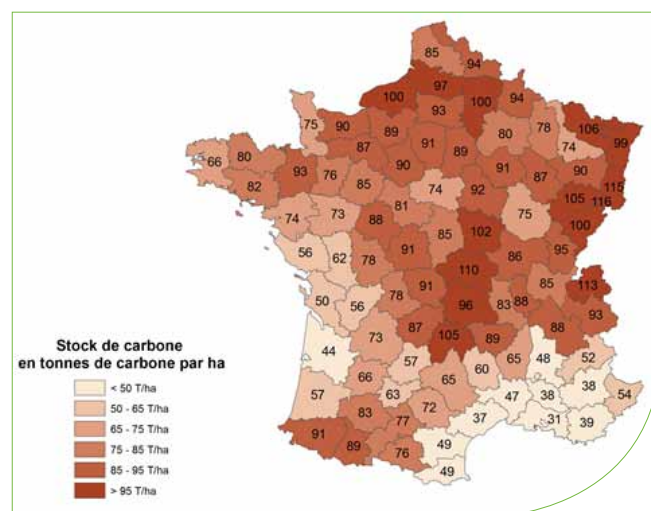 85
94
97
100 100 94
93
75 90 89 80 78 106 99
87 91 89 74
66 80 90 91 87 90
82 93 76 85 74 92 105 115
81 75 116
74 73 88 85 102 100
56 62 78 91 86 95
110
50 56 78 91 96 83 88 85 113
87 93
73 105 89 88
44 57 65 48 52
60
57 66 63 65 47 38 38 54
83 72 37
77 31 39
91 89 76 49
49
Stock de carbone
en tonnes de carbone par ha
< 50 T/ha
50 - 65 T/ha
65 - 75 T/ha
75 - 85 T/ha
85 - 95 T/ha
> 95 T/ha